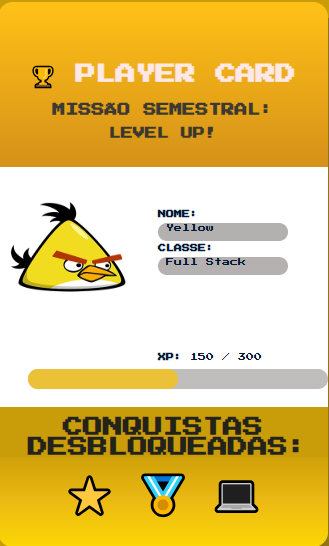 PLAYER CARD
MISSÃO SEMESTRAL:
LEVEL UP!
NOME:
Yellow
CLASSE:
Full Stack
XP: 150 / 300
CONQUISTAS
DESBLOQUEADAS: